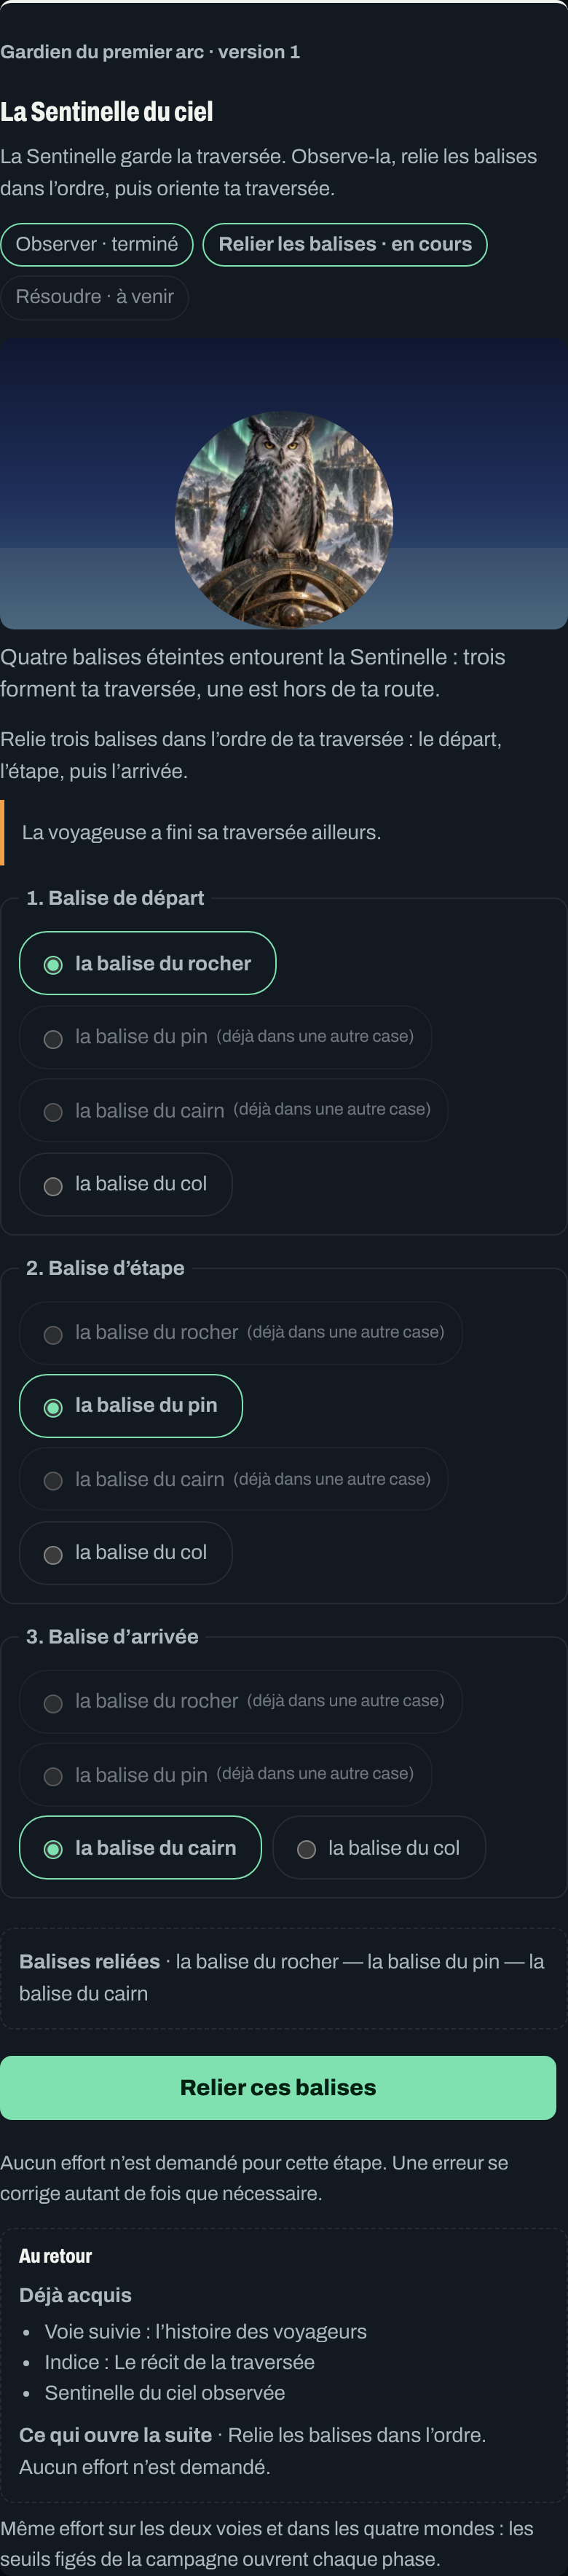 Gardien du premier arc · version 1
La Sentinelle du ciel
La Sentinelle garde la traversée. Observe-la, relie les balises
dans l’ordre, puis oriente ta traversée.
Observer · terminé
Relier les balises · en cours
Résoudre · à venir
Quatre balises éteintes entourent la Sentinelle : trois
forment ta traversée, une est hors de ta route.
Relie trois balises dans l’ordre de ta traversée : le départ,
l’étape, puis l’arrivée.
La voyageuse a fini sa traversée ailleurs.
1. Balise de départ
la balise du rocher
la balise du pin (déjà dans une autre case)
la balise du cairn (déjà dans une autre case)
la balise du col
2. Balise d’étape
la balise du rocher (déjà dans une autre case)
la balise du pin
la balise du cairn (déjà dans une autre case)
la balise du col
3. Balise d’arrivée
la balise du rocher (déjà dans une autre case)
la balise du pin (déjà dans une autre case)
la balise du cairn
la balise du col
Balises reliées · la balise du rocher — la balise du pin — la
balise du cairn
Relier ces balises
Aucun effort n’est demandé pour cette étape. Une erreur se
corrige autant de fois que nécessaire.
Au retour
Déjà acquis
• Voie suivie : l’histoire des voyageurs
• Indice : Le récit de la traversée
• Sentinelle du ciel observée
Ce qui ouvre la suite · Relie les balises dans l’ordre.
Aucun effort n’est demandé.
Même effort sur les deux voies et dans les quatre mondes : les
seuils figés de la campagne ouvrent chaque phase.